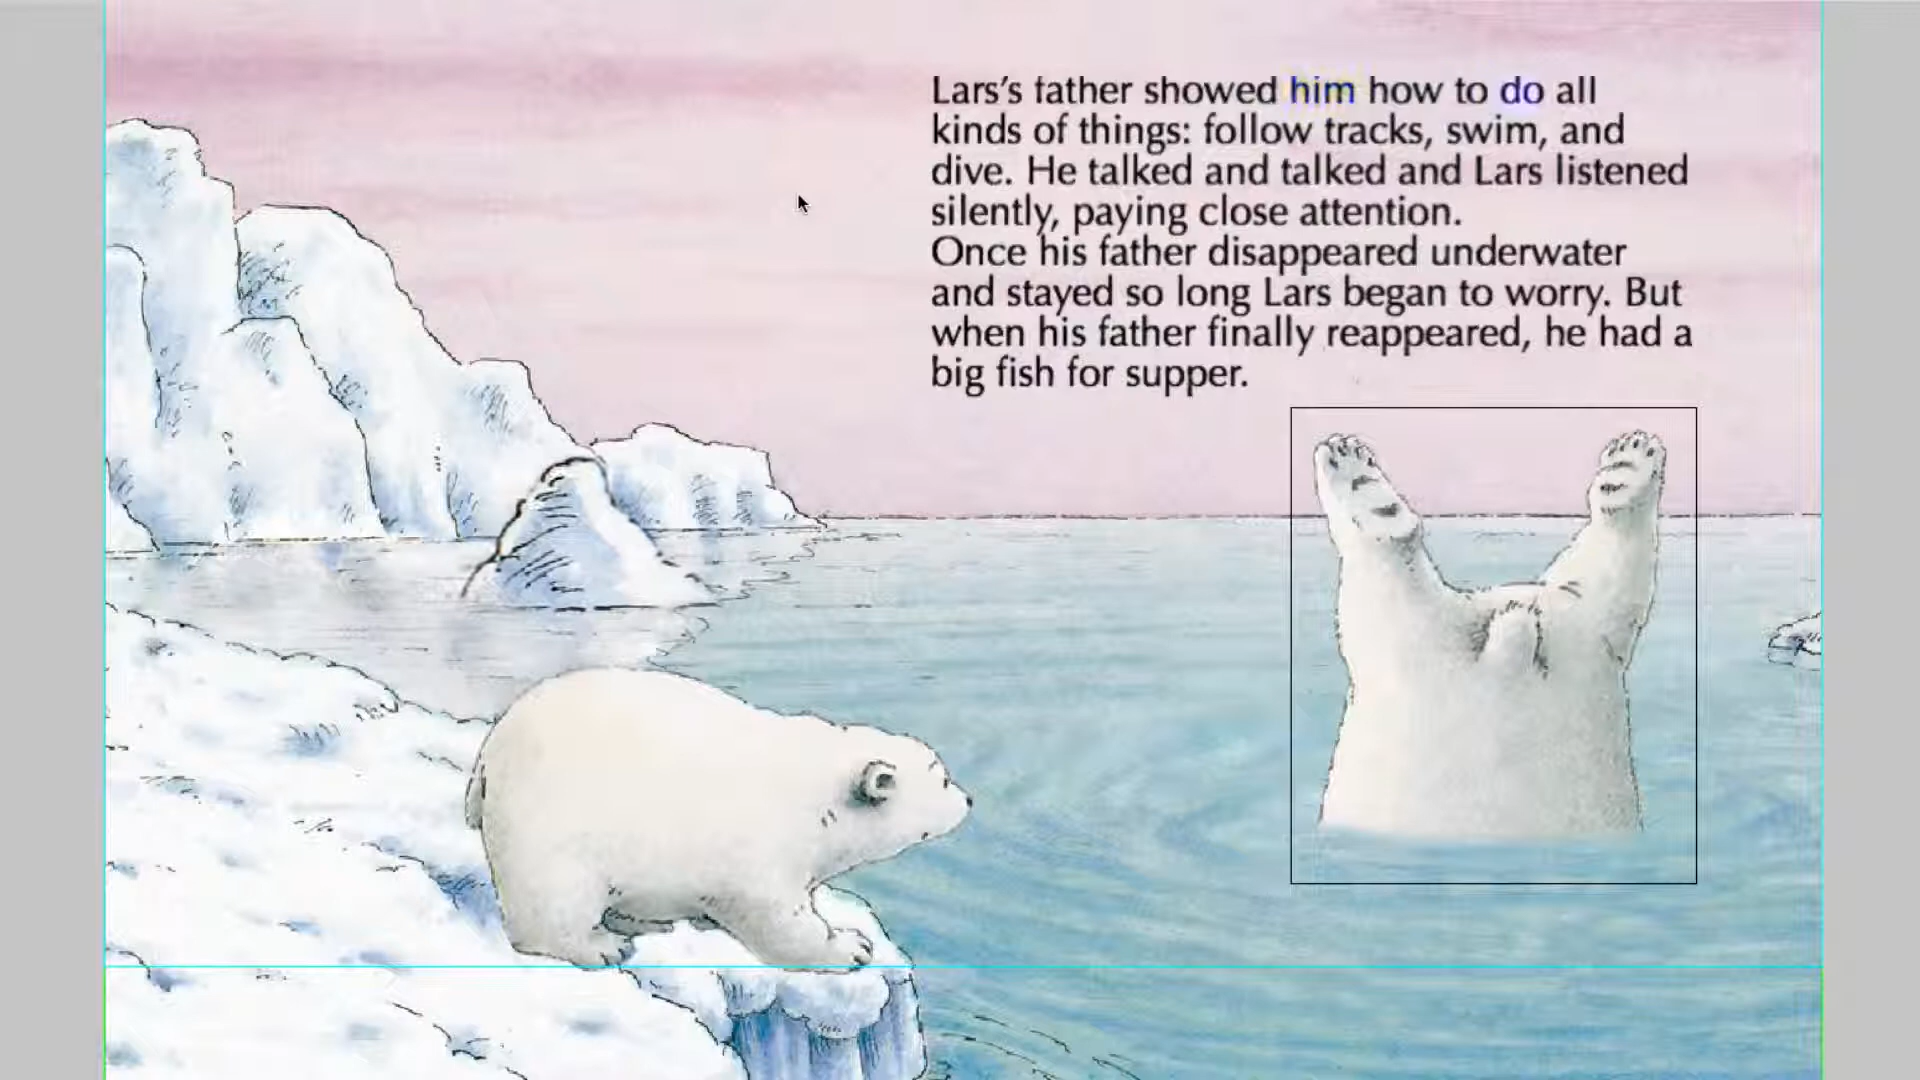 Lars's father showed him how to do all
kinds of things: follow tracks, swim, and
dive. He talked and talked and Lars listened
silently, paying close attention.
Once his father disappeared underwater
and stayed so long Lars began to worry. But
when his father finally reappeared, he had a
big fish for supper.